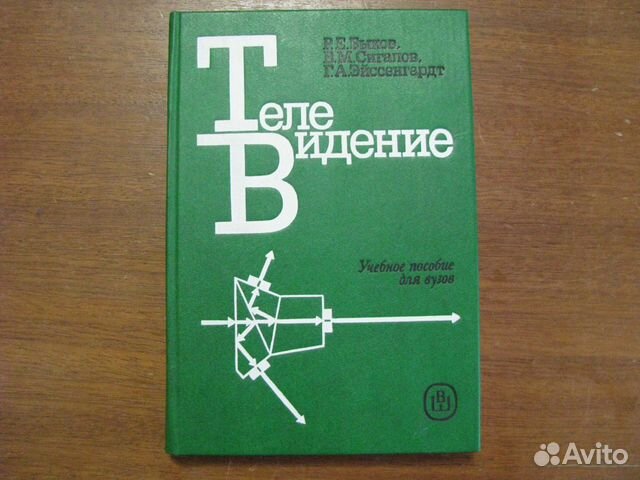 Р.Е.Быков,
В.М.Сигалов,
Г.А.Эйссенгардт
Теле
Видение
Учебное пособие
для вузов
ВШ
Avito